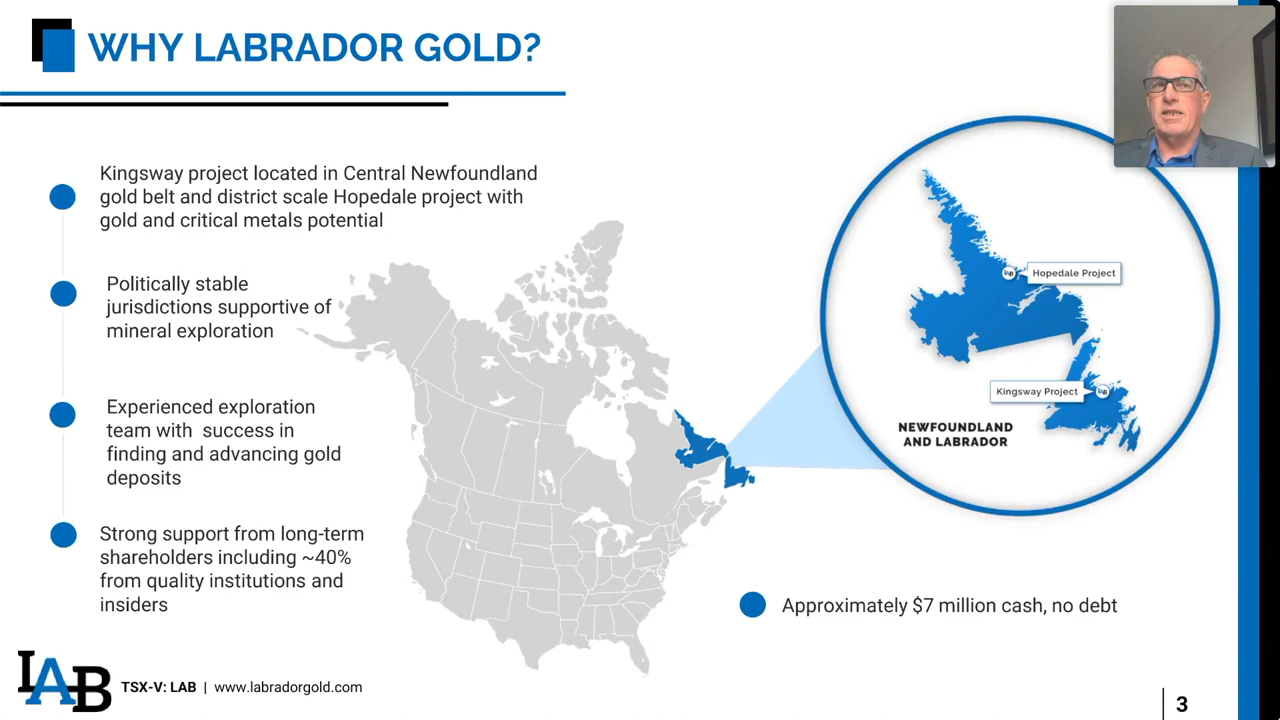 WHY LABRADOR GOLD?
Kingsway project located in Central Newfoundland
gold belt and district scale Hopedale project with
gold and critical metals potential
Politically stable
jurisdictions supportive of
mineral exploration
Experienced exploration
team with success in
finding and advancing gold
deposits
Strong support from long-term
shareholders including ~40%
from quality institutions and
insiders
Hopedale Project
Kingsway Project
NEWFOUNDLAND
AND LABRADOR
Approximately $7 million cash, no debt
LAB
TSX-V: LAB | www.labradorgold.com
3